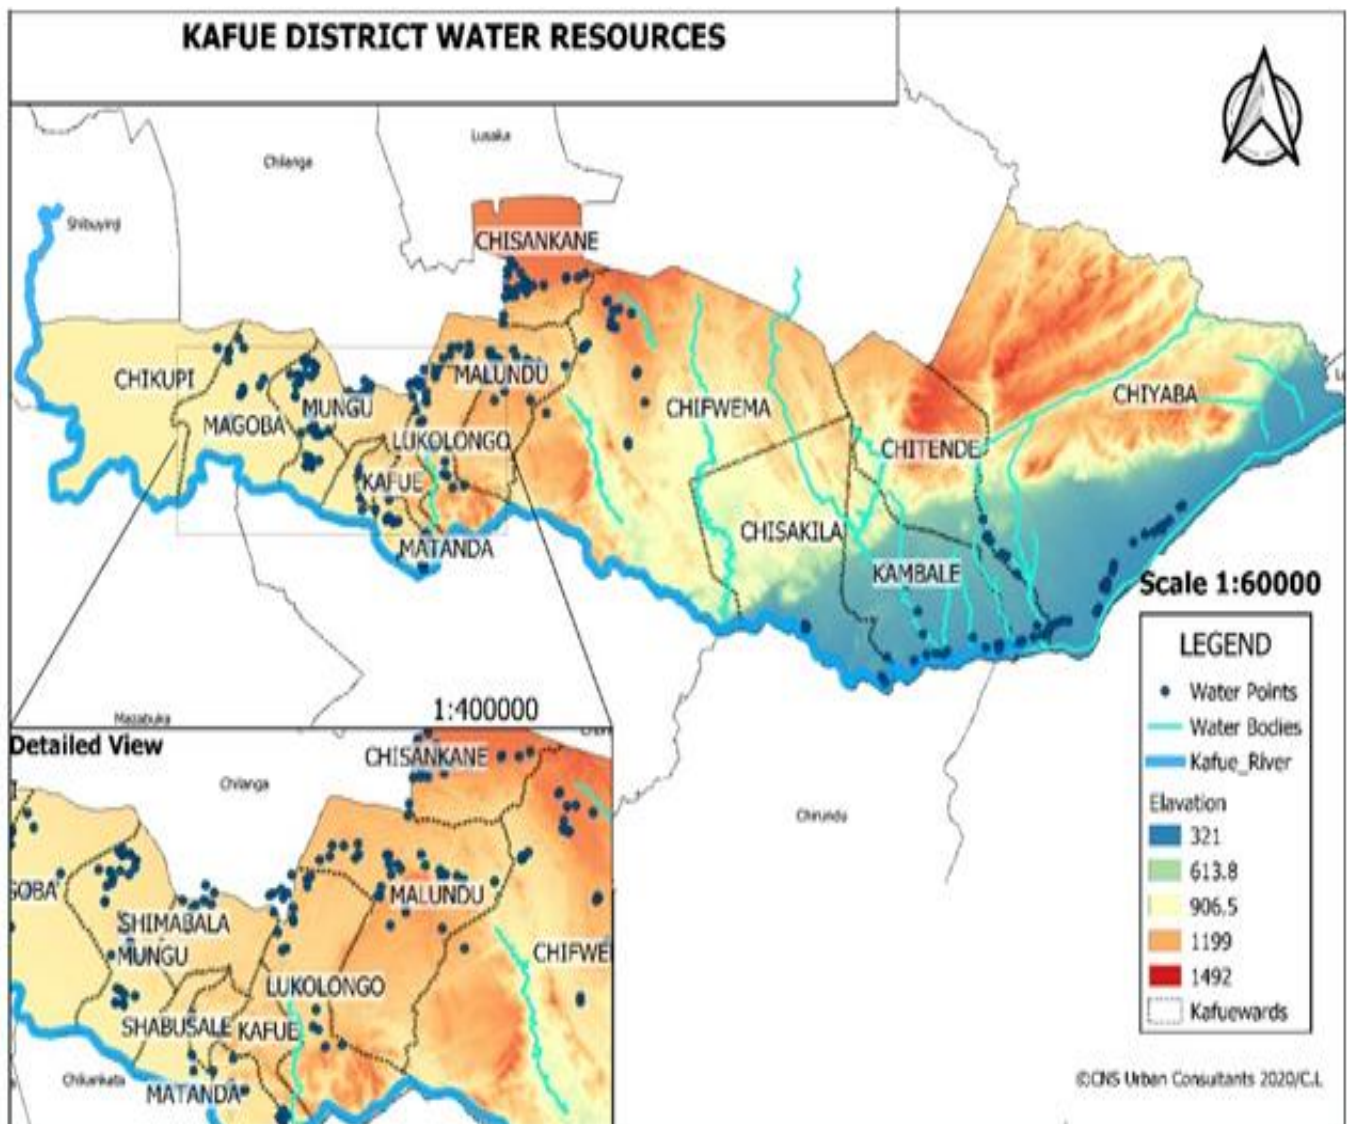 KAFUE DISTRICT WATER RESOURCES
Lusaka
Chilanga
Shibuyinji
CHISANKANE
CHIKUPI
MALUNDU
CHIYABA
MAGOBA
MUNGU
CHIFWEMA
LUKOLONGO
CHITENDE
KAFUE
CHISAKILA
MATANDA
KAMBALE
Scale 1:60000
LEGEND
Water Points
Water Bodies
Kafue_River
Elavation
321
613.8
906.5
1199
1492
Kafuewards
Mazabuka
1:400000
Chirundu
Detailed View
CHISANKANE
Chilanga
GOBA
MALUNDU
SHIMABALA
MUNGU
CHIFWE
LUKOLONGO
SHABUSALE
KAFUE
Chikankata
MATANDA
©CNS Urban Consultants 2020/C.L